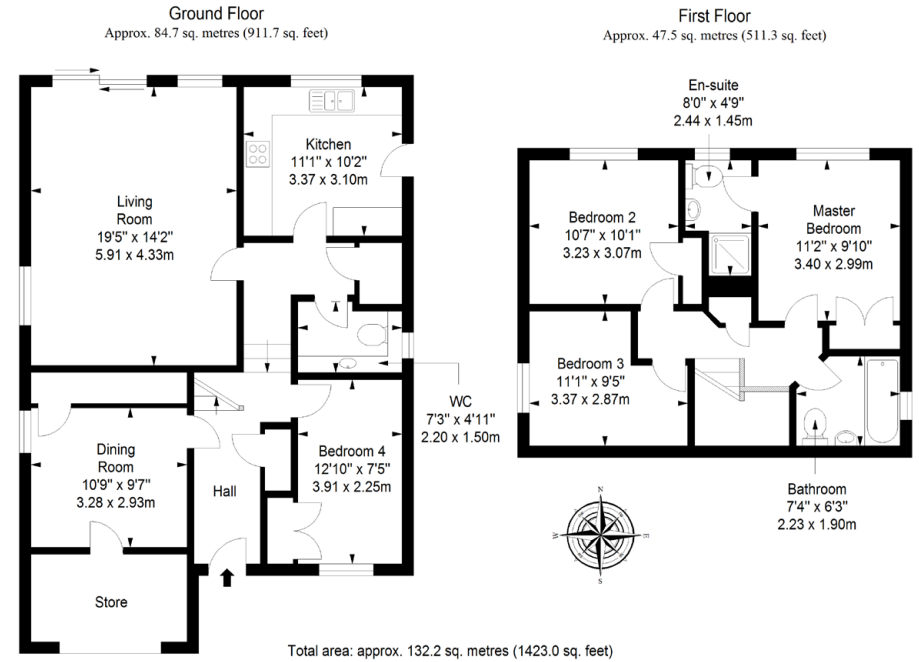 Ground Floor
Approx. 84.7 sq. metres (911.7 sq. feet)
First Floor
Approx. 47.5 sq. metres (511.3 sq. feet)
Living
Room
19'5" x 14'2"
5.91 x 4.33m
Kitchen
11'1" x 10'2"
3.37 x 3.10m
WC
7'3" x 4'11"
2.20 x 1.50m
Dining
Room
10'9" x 9'7"
3.28 x 2.93m
Hall
Bedroom 4
12'10" x 7'5"
3.91 x 2.25m
Store
En-suite
8'0" x 4'9"
2.44 x 1.45m
Bedroom 2
10'7" x 10'1"
3.23 x 3.07m
Master
Bedroom
11'2" x 9'10"
3.40 x 2.99m
Bedroom 3
11'1" x 9'5"
3.37 x 2.87m
Bathroom
7'4" x 6'3"
2.23 x 1.90m
N
W
E
S
Total area: approx. 132.2 sq. metres (1423.0 sq. feet)